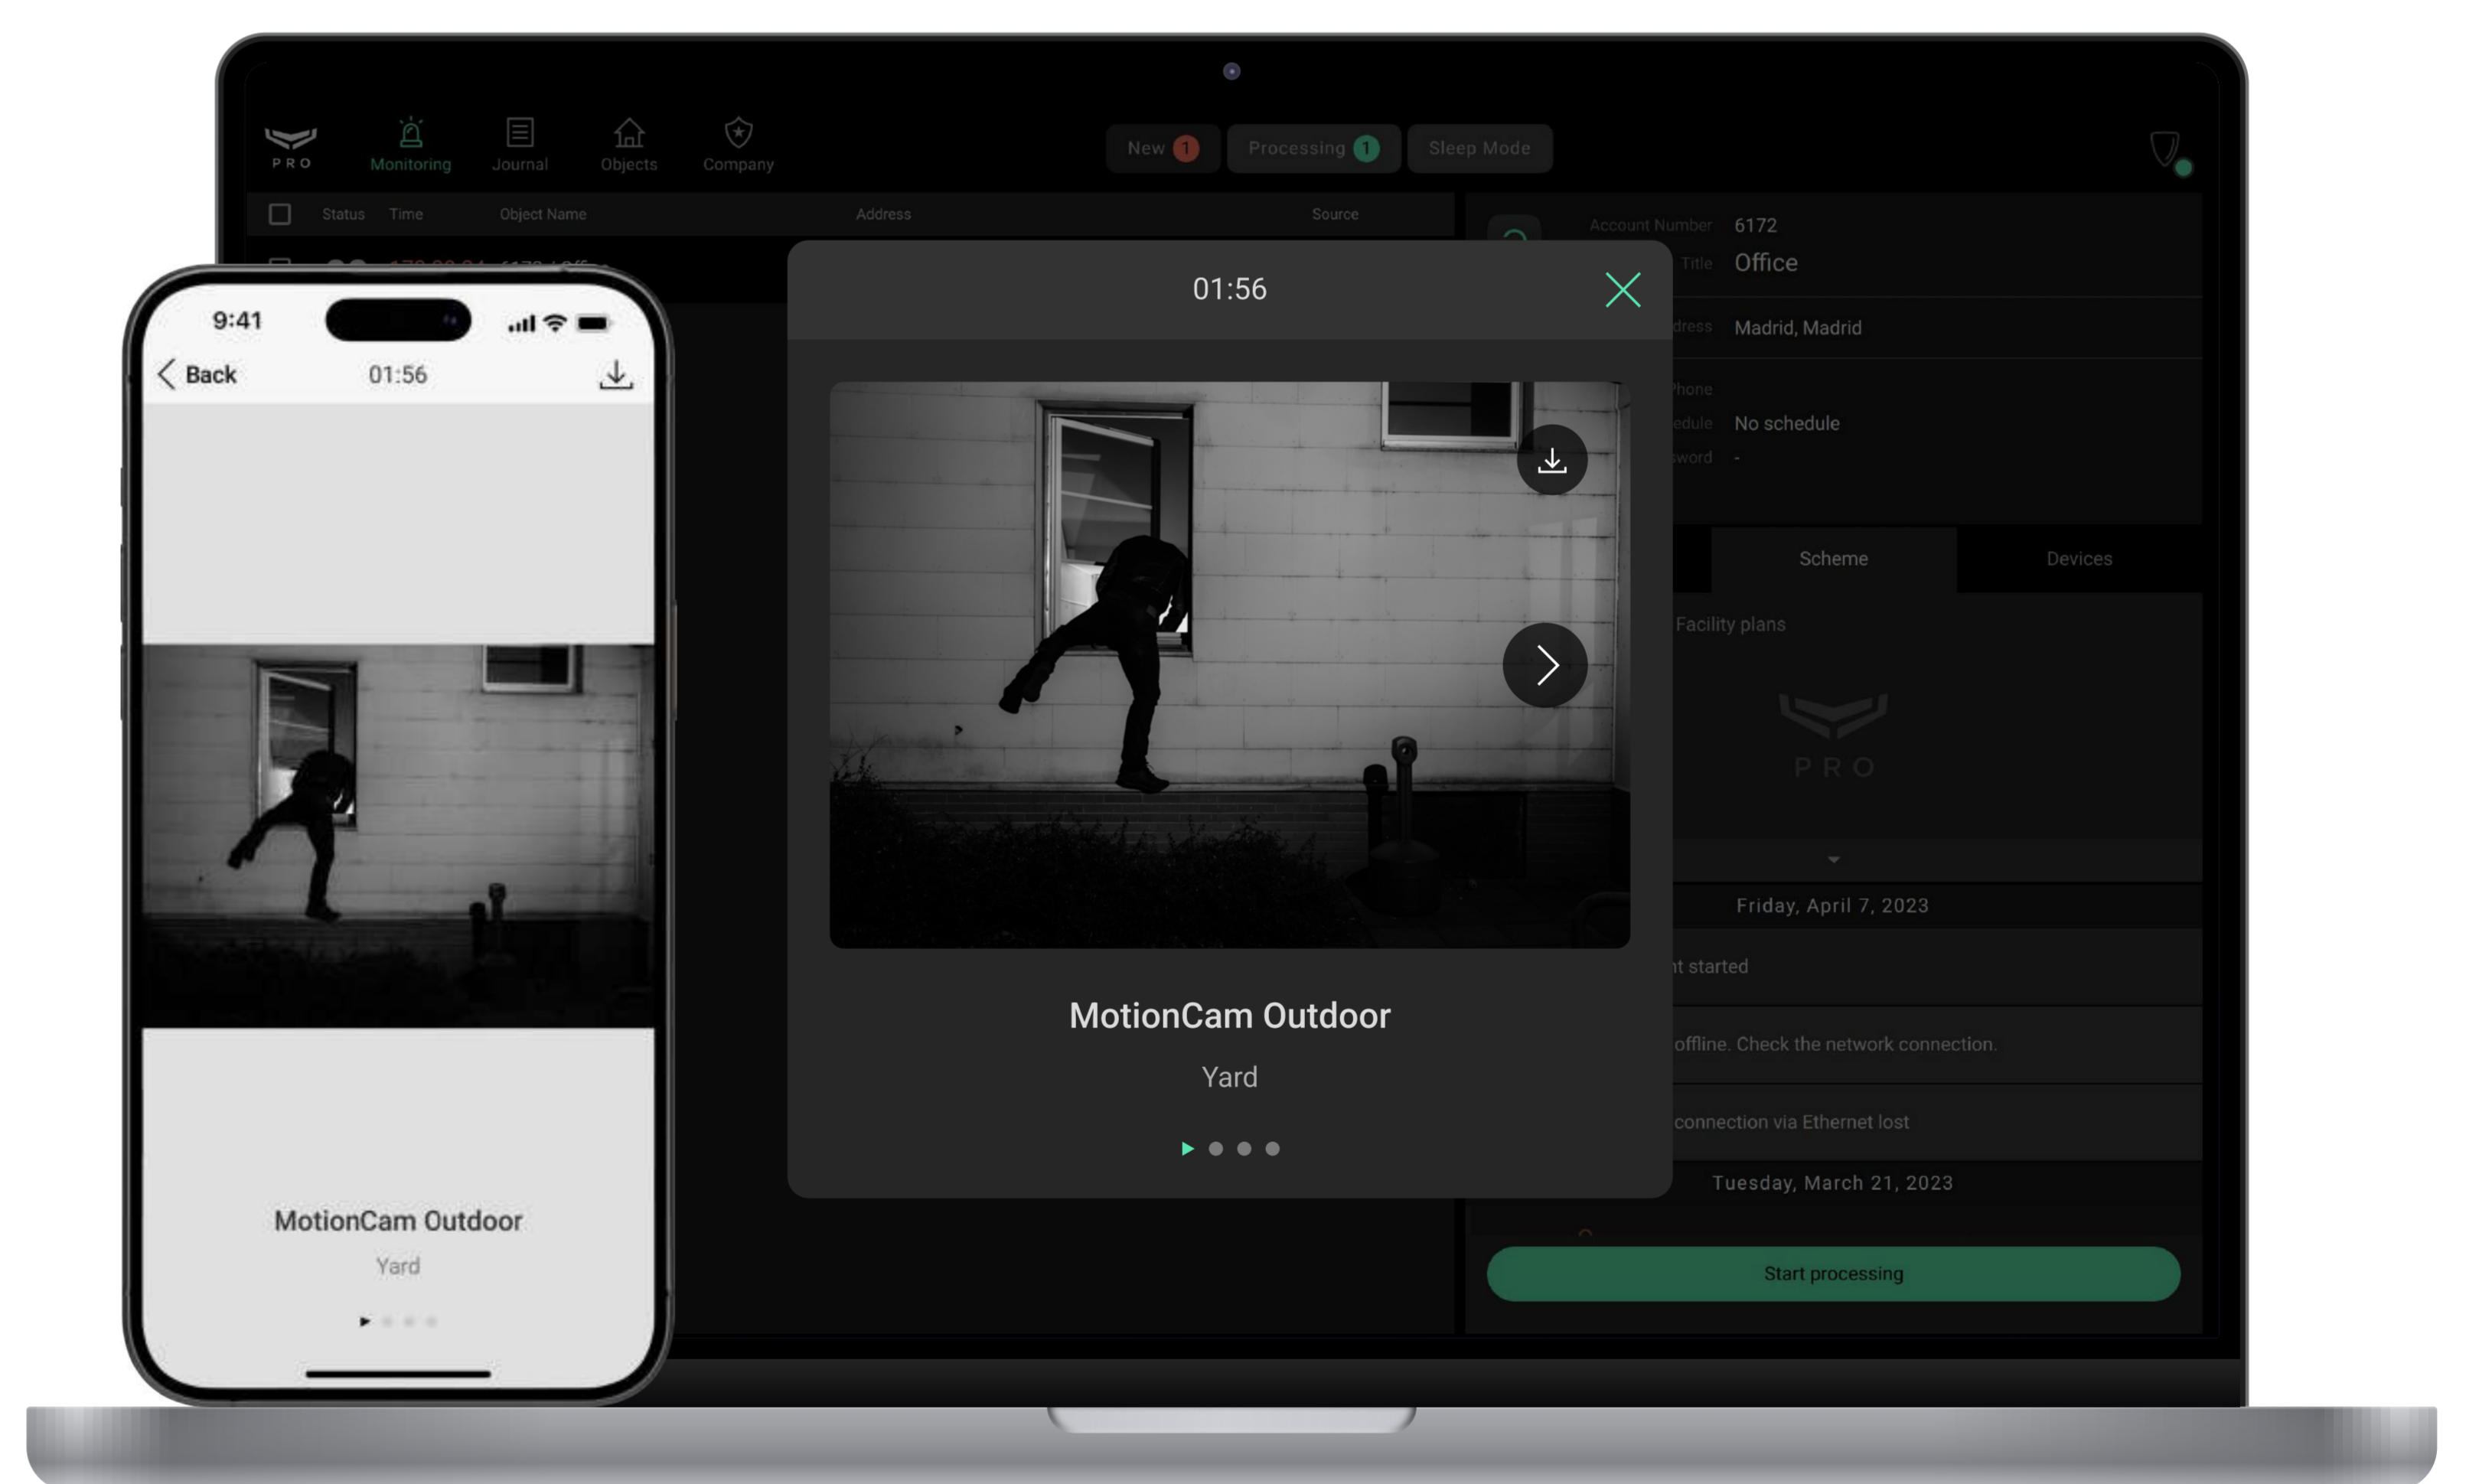 PRO
Monitoring
Journal
Objects
Company
New 1
Processing 1
Sleep Mode
Status Time Object Name Address Source
Account Number 6172
Title Office
Madrid, Madrid
No schedule
-
Scheme
Devices
Facility plans
PRO
Friday, April 7, 2023
started
offline. Check the network connection.
connection via Ethernet lost
Tuesday, March 21, 2023
Start processing
01:56
MotionCam Outdoor
Yard
9:41
Back
01:56
MotionCam Outdoor
Yard